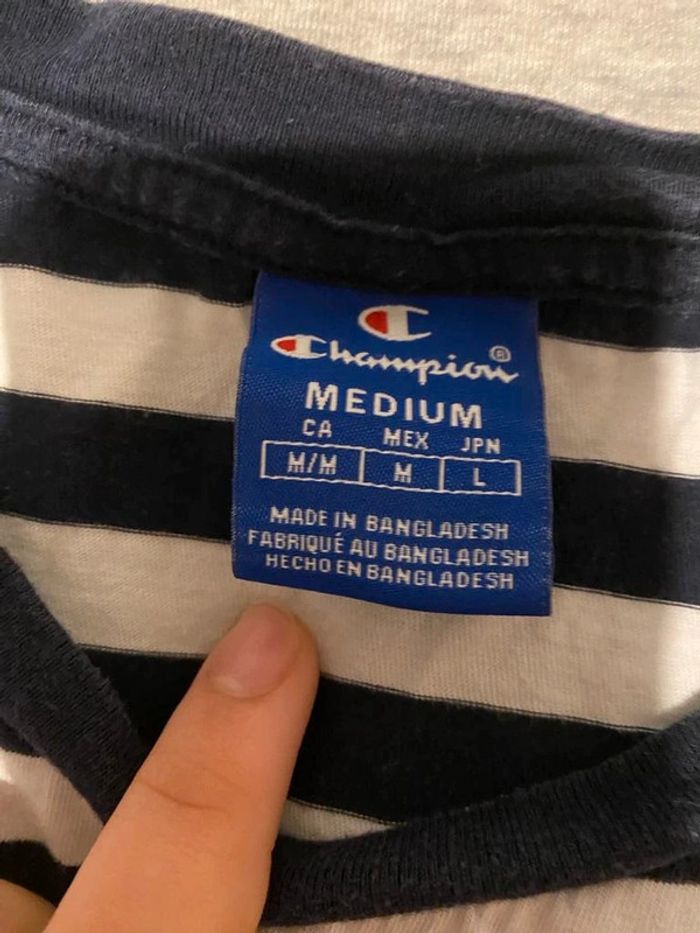 Champion®
MEDIUM
CA MEX JPN
M/M M L
MADE IN BANGLADESH
FABRIQUÉ AU BANGLADESH
HECHO EN BANGLADESH